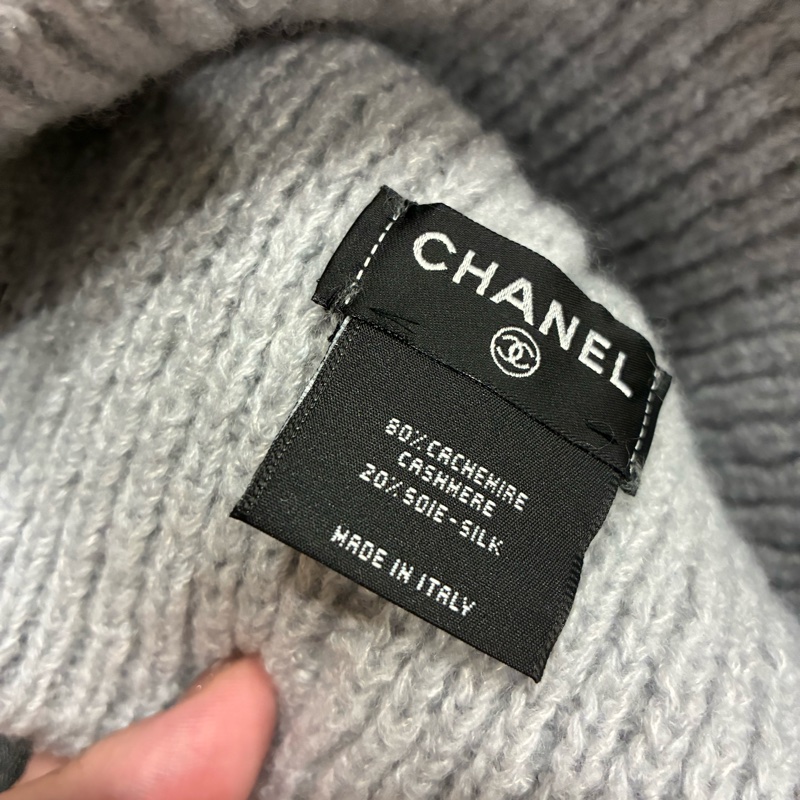 CHANEL
80% CACHEMIRE
CASHMERE
20% SOIE-SILK
MADE IN ITALY